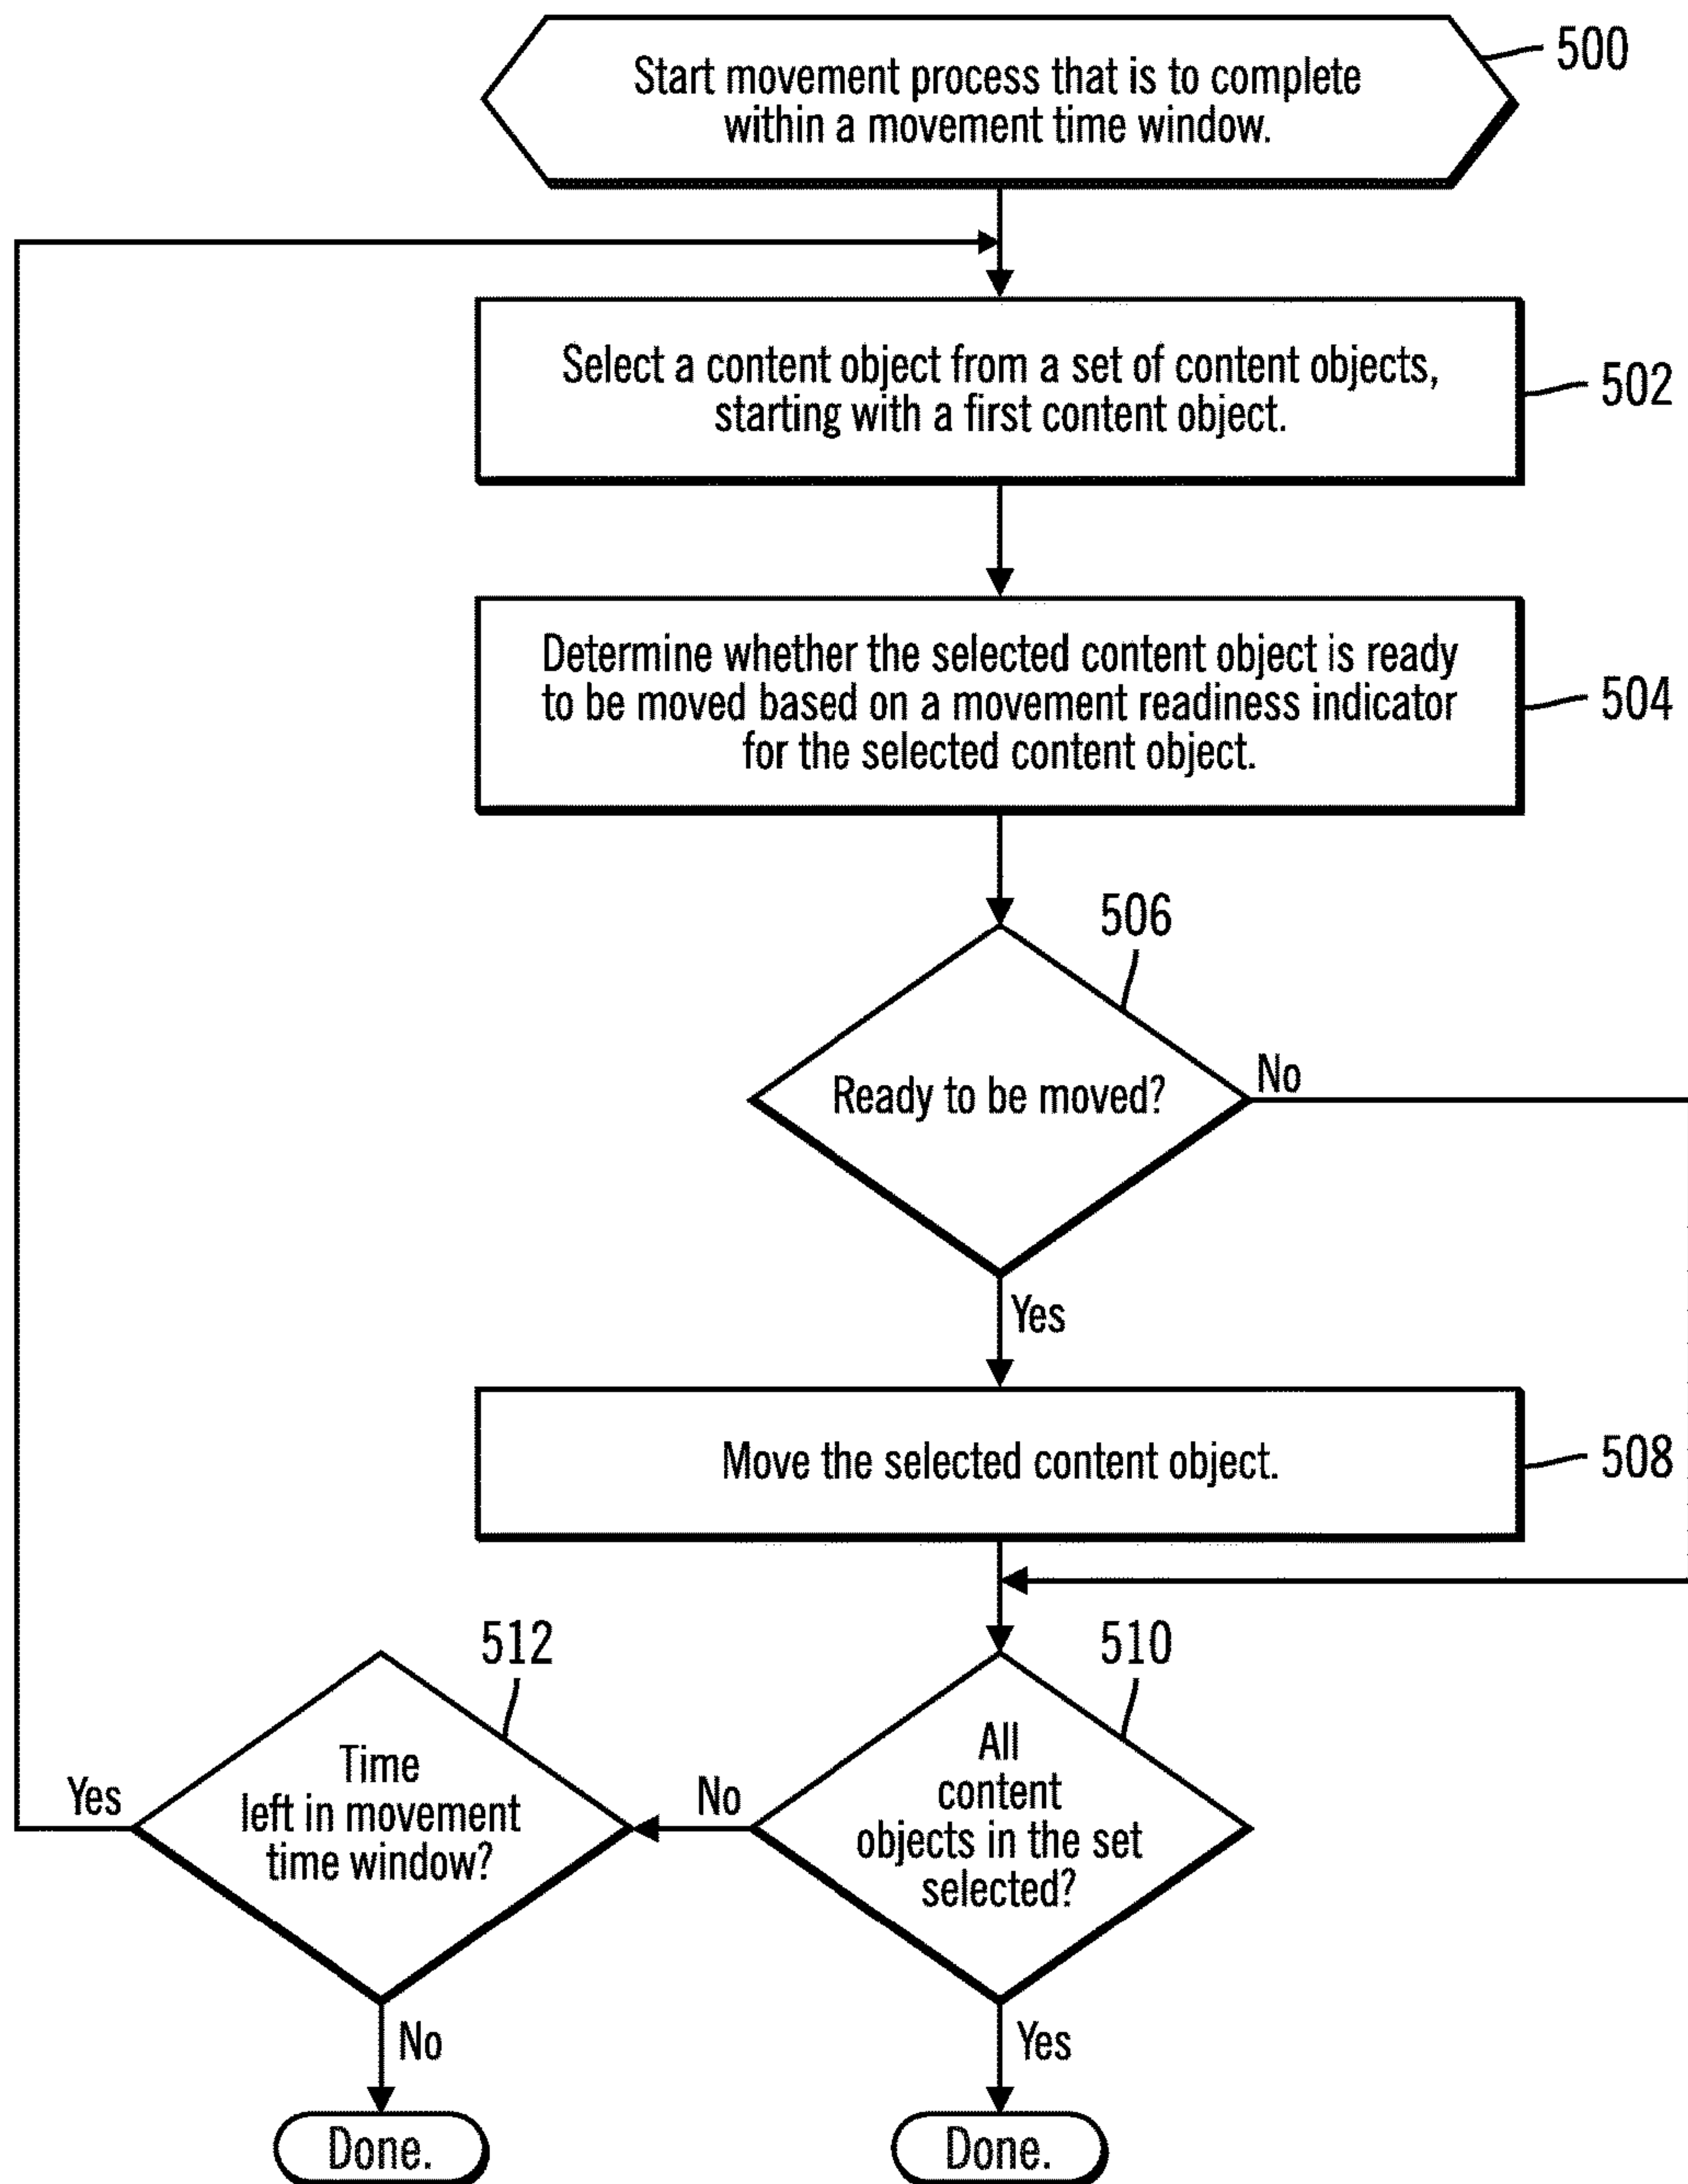 Start movement process that is to complete
within a movement time window.
500
Select a content object from a set of content objects,
starting with a first content object.
502
Determine whether the selected content object is ready
to be moved based on a movement readiness indicator
for the selected content object.
504
506
Ready to be moved?
No
Yes
Move the selected content object.
508
512
510
Time
left in movement
time window?
Yes
No
All
content
objects in the set
selected?
No
Yes
Done.
Done.